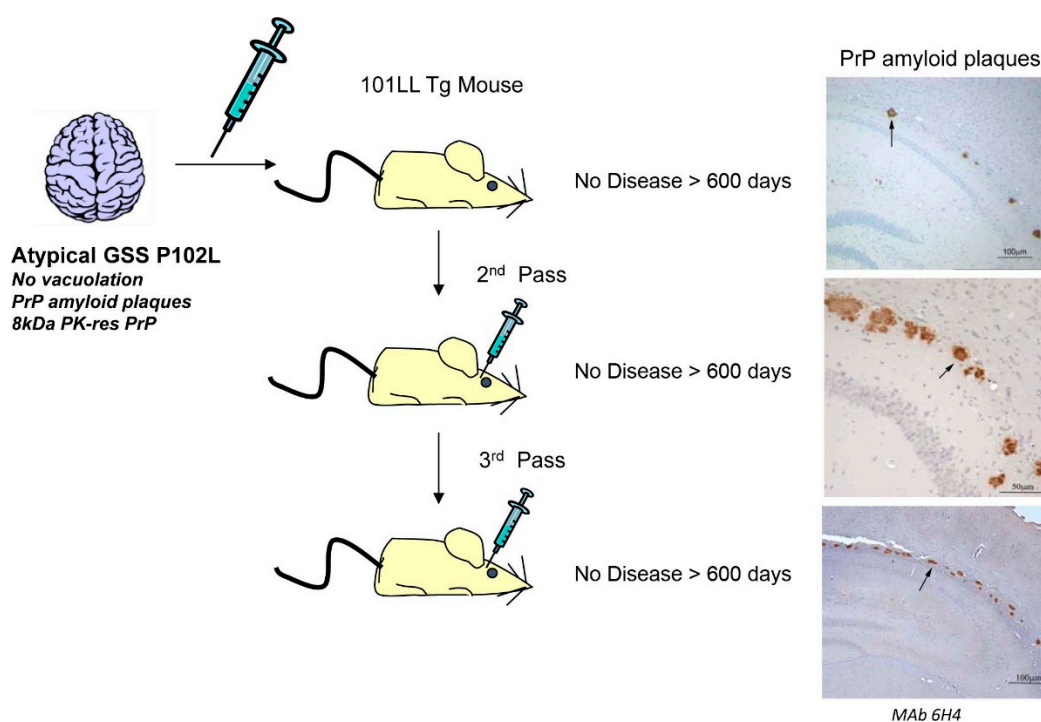 PrP amyloid plaques
101LL Tg Mouse
No Disease > 600 days
100μm
Atypical GSS P102L
No vacuolation
PrP amyloid plaques
8kDa PK-res PrP
2nd Pass
No Disease > 600 days
50μm
3rd Pass
No Disease > 600 days
100μm
MAb 6H4